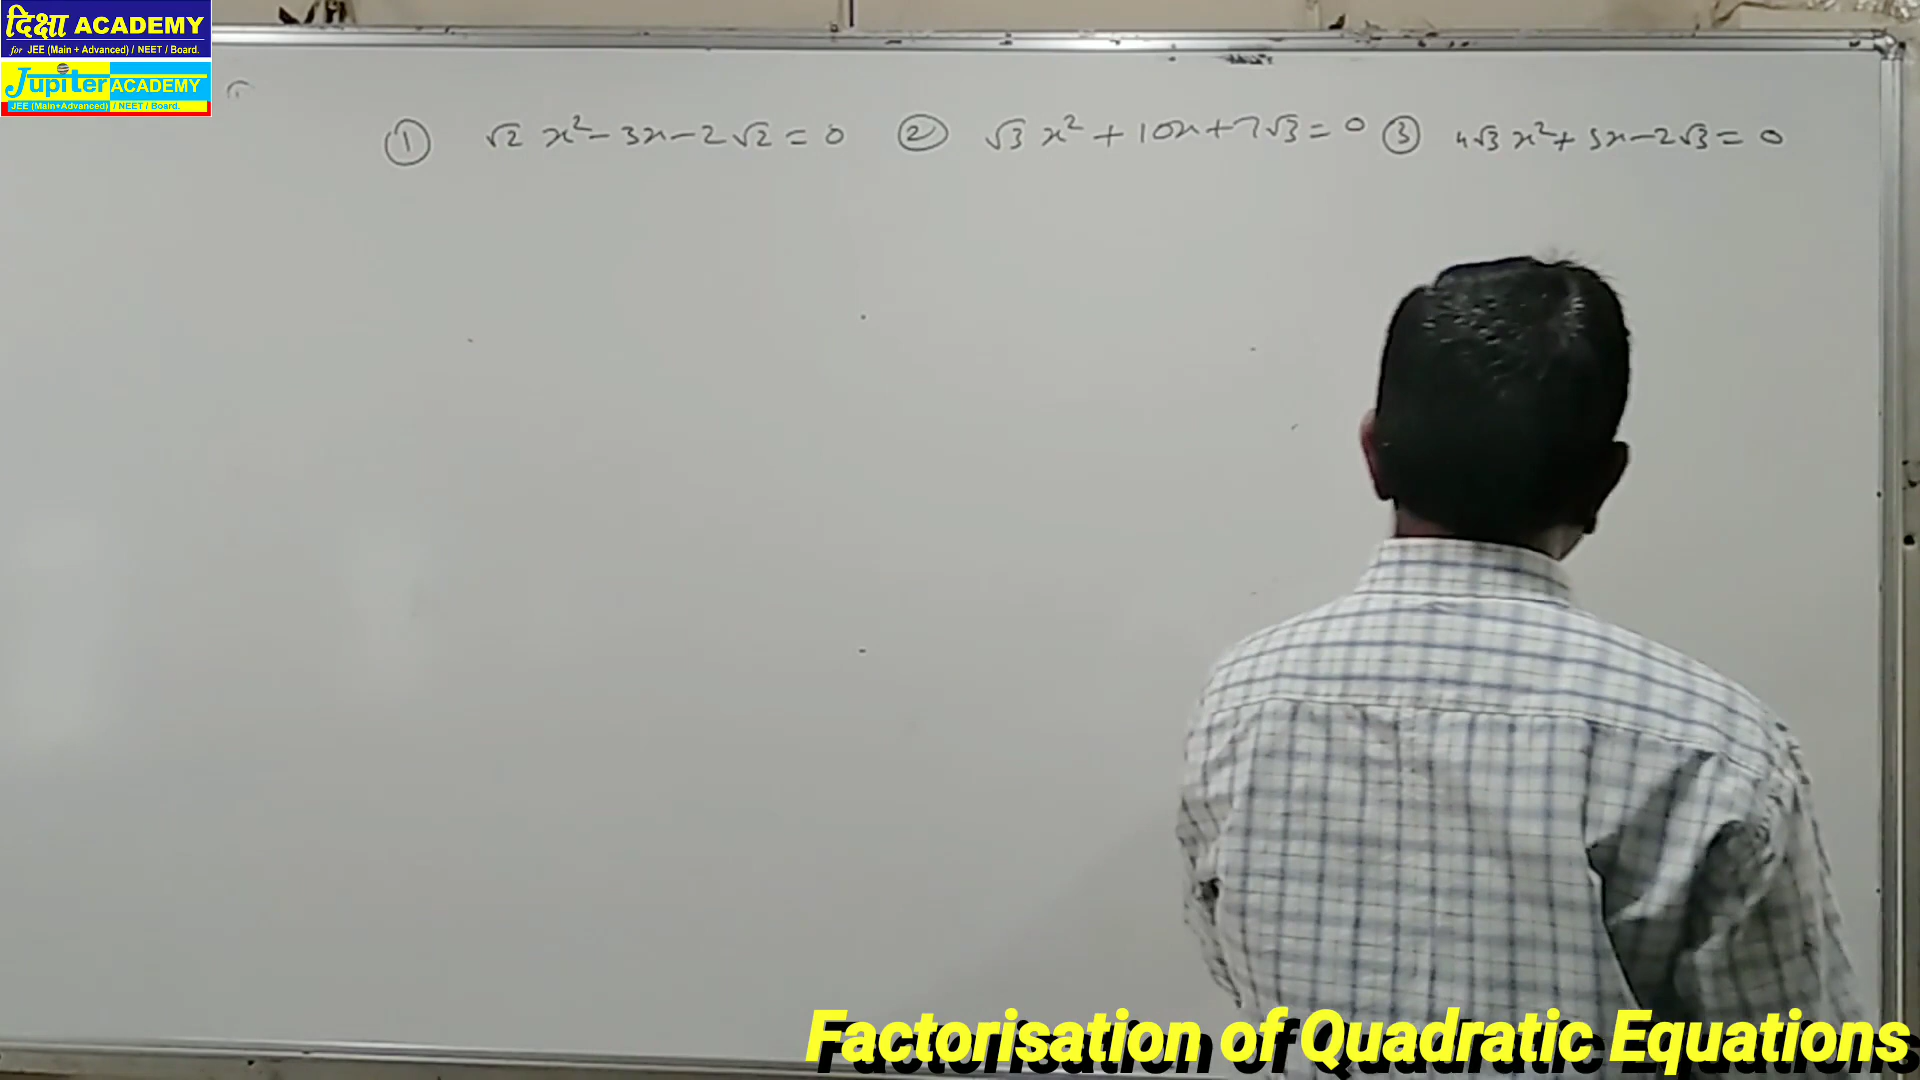 दिक्षा ACADEMY
for JEE (Main + Advanced) / NEET / Board.
Jupiter ACADEMY
JEE (Main+Advanced) / NEET / Board.
① √2 x² - 3x - 2√2 = 0 ② √3 x² + 10x + 7√3 = 0 ③ 4√3 x² + 5x - 2√3 = 0
Factorisation of Quadratic Equations